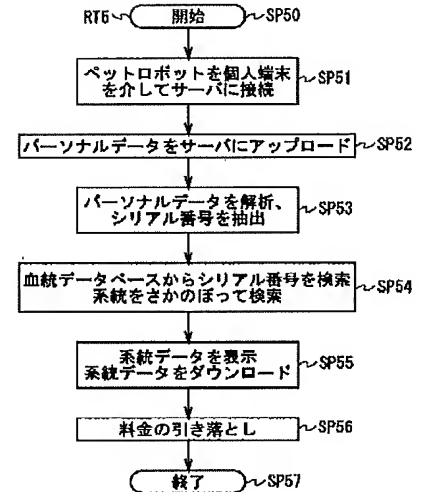 RT6 開始 SP50
ペットロボットを個人端末
を介してサーバに接続 SP51
パーソナルデータをサーバにアップロード SP52
パーソナルデータを解析、
シリアル番号を抽出 SP53
血統データベースからシリアル番号を検索
系統をさかのぼって検索 SP54
系統データを表示
系統データをダウンロード SP55
料金の引き落とし SP56
終了 SP57